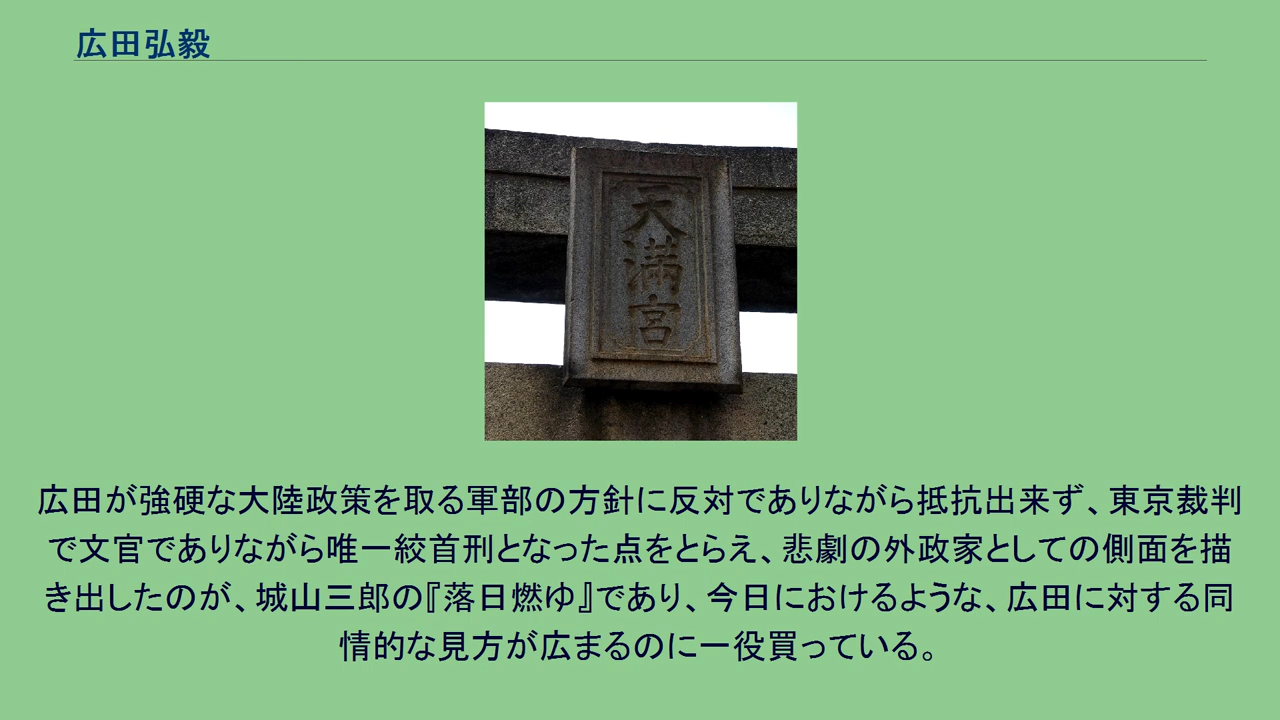 広田弘毅
天満宮
広田が強硬な大陸政策を取る軍部の方針に反対でありながら抵抗出来ず、東京裁判
で文官でありながら唯一絞首刑となった点をとらえ、悲劇の外政家としての側面を描
き出したのが、城山三郎の『落日燃ゆ』であり、今日におけるような、広田に対する同
情的な見方が広まるのに一役買っている。